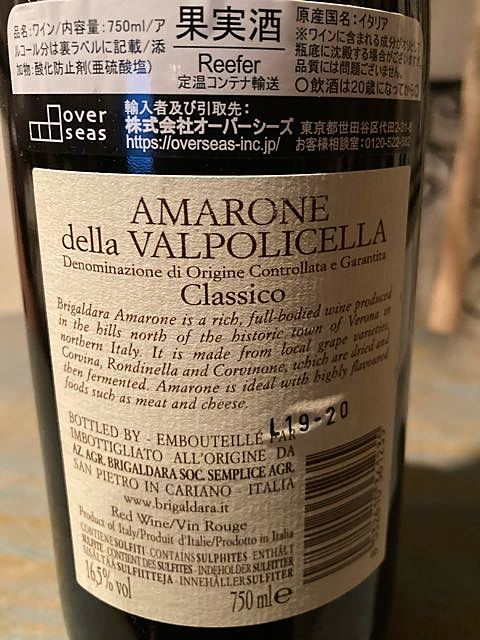 品名:ワイン/内容量:750ml/ア
ルコール分は裏ラベルに記載/添
加物:酸化防止剤(亜硫酸塩)
果実酒
Reefer
定温コンテナ輸送
原産国名:イタリア
※ワインに含まれる成分が
瓶底に沈殿する場合が
品質には問題ございません。
〇飲酒は20歳になってから〇
over
seas
輸入者及び引取先:
株式会社オーバーシーズ 東京都世田谷区代田2-31-8
https://overseas-inc.jp/ お客様相談室:0120-522-582
AMARONE
della VALPOLICELLA
Denominazione di Origine Controllata e Garantita
Classico
Brigaldara Amarone is a rich, full-bodied wine produced
in the hills north of the historic town of Verona in
northern Italy. It is made from local grape varieties,
Corvina, Rondinella and Corvinone, which are dried and
then fermented. Amarone is ideal with highly flavoured
foods such as meat and cheese.
L19-20
BOTTLED BY - EMBOUTEILLÉ PAR
IMBOTTIGLIATO ALL'ORIGINE DA
AZ. AGR. BRIGALDARA SOC. SEMPLICE AGR.
SAN PIETRO IN CARIANO - ITALIA
www.brigaldara.it
Red Wine/Vin Rouge
Product of Italy/Produit d'Italie/Prodotto in Italia
CONTIENE SOLFITI. CONTAINS SULPHITES ENTHÄLT
SULFITE. CONTIENT DES SULFITES - INDEHOLDER SULFITTER
SISÄLTÄÄ SULFIITTEJA - INNEHÅLLER SULFITER
16,5% vol
750 ml e